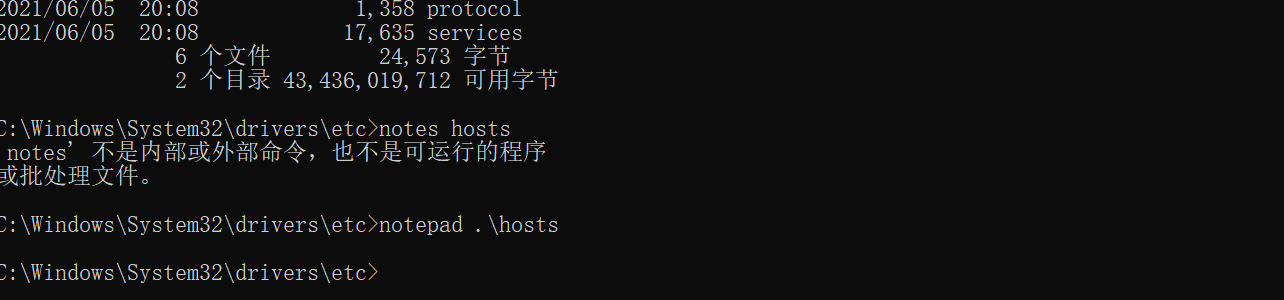 2021/06/05  20:08             1,358 protocol
2021/06/05  20:08            17,635 services
6 个文件         24,573 字节
2 个目录 43,436,019,712 可用字节
C:\Windows\System32\drivers\etc>notes hosts
notes' 不是内部或外部命令，也不是可运行的程序
或批处理文件。
C:\Windows\System32\drivers\etc>notepad .\hosts
C:\Windows\System32\drivers\etc>